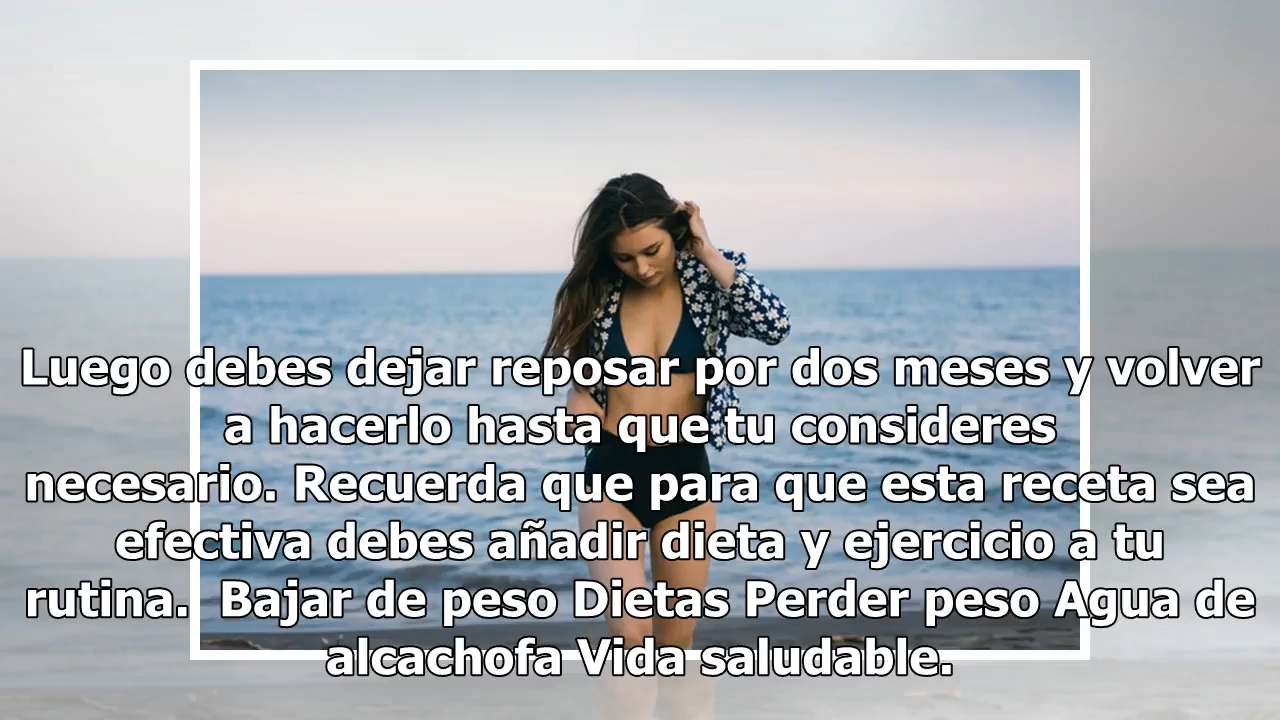 Luego debes dejar reposar por dos meses y volver
a hacerlo hasta que tu consideres
necesario. Recuerda que para que esta receta sea
efectiva debes añadir dieta y ejercicio a tu
rutina.  Bajar de peso Dietas Perder peso Agua de
alcachofa Vida saludable.